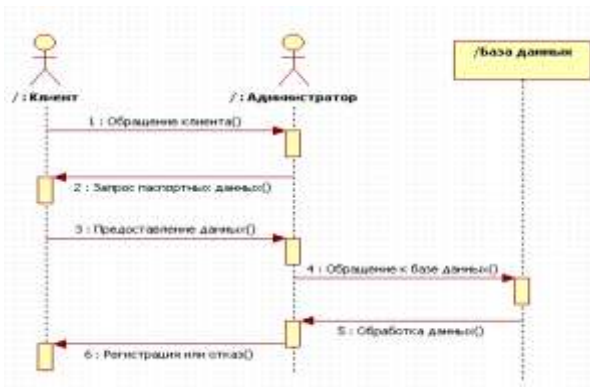 /База данных
/ : Клиент
/ : Администратор
1 : Обращение клиента()
2 : Запрос паспортных данных()
3 : Предоставление данных()
4 : Обращение к базе данных()
5 : Обработка данных()
6 : Регистрация или отказ()